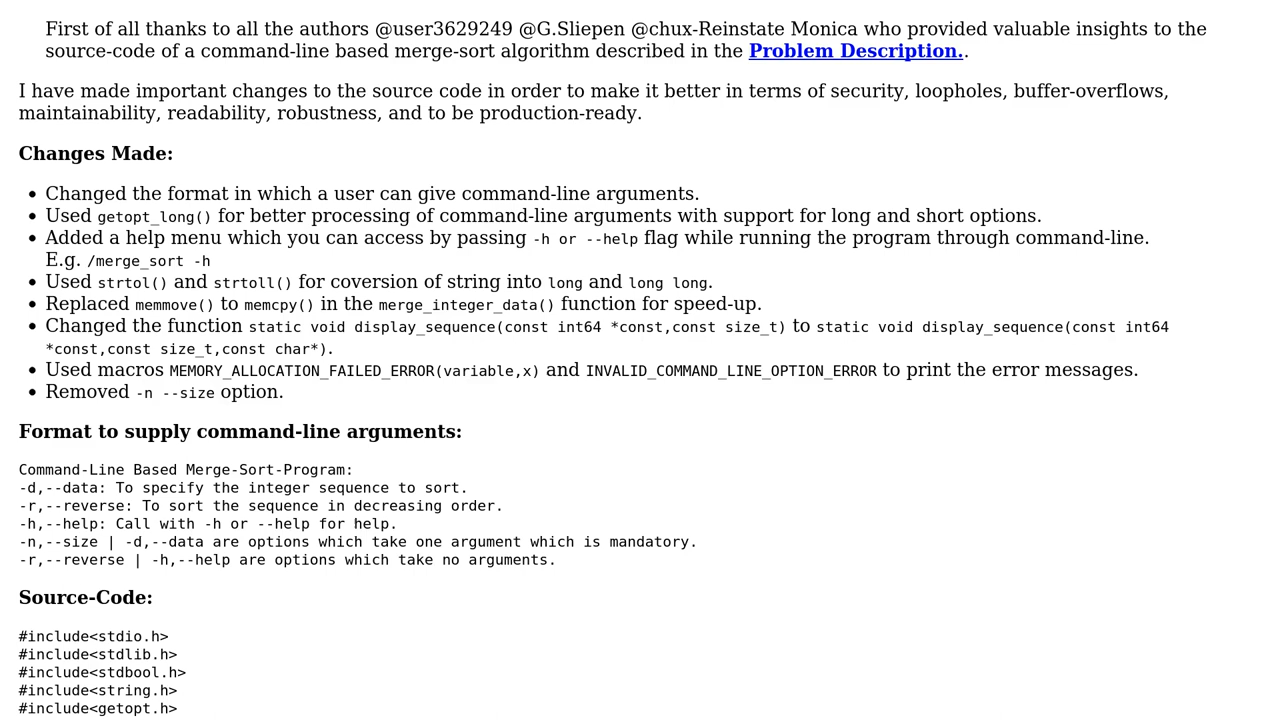 First of all thanks to all the authors @user3629249 @G.Sliepen @chux-Reinstate Monica who provided valuable insights to the
source-code of a command-line based merge-sort algorithm described in the Problem Description..
I have made important changes to the source code in order to make it better in terms of security, loopholes, buffer-overflows,
maintainability, readability, robustness, and to be production-ready.
Changes Made:
• Changed the format in which a user can give command-line arguments.
• Used getopt_long() for better processing of command-line arguments with support for long and short options.
• Added a help menu which you can access by passing -h or --help flag while running the program through command-line.
E.g. /merge_sort -h
• Used strtol() and strtoll() for coversion of string into long and long long.
• Replaced memmove() to memcpy() in the merge_integer_data() function for speed-up.
• Changed the function static void display_sequence(const int64 *const,const size_t) to static void display_sequence(const int64
*const,const size_t,const char*).
• Used macros MEMORY_ALLOCATION_FAILED_ERROR(variable,x) and INVALID_COMMAND_LINE_OPTION_ERROR to print the error messages.
• Removed -n --size option.
Format to supply command-line arguments:
Command-Line Based Merge-Sort-Program:
-d,--data: To specify the integer sequence to sort.
-r,--reverse: To sort the sequence in decreasing order.
-h,--help: Call with -h or --help for help.
-n,--size | -d,--data are options which take one argument which is mandatory.
-r,--reverse | -h,--help are options which take no arguments.
Source-Code:
#include<stdio.h>
#include<stdlib.h>
#include<stdbool.h>
#include<string.h>
#include<getopt.h>